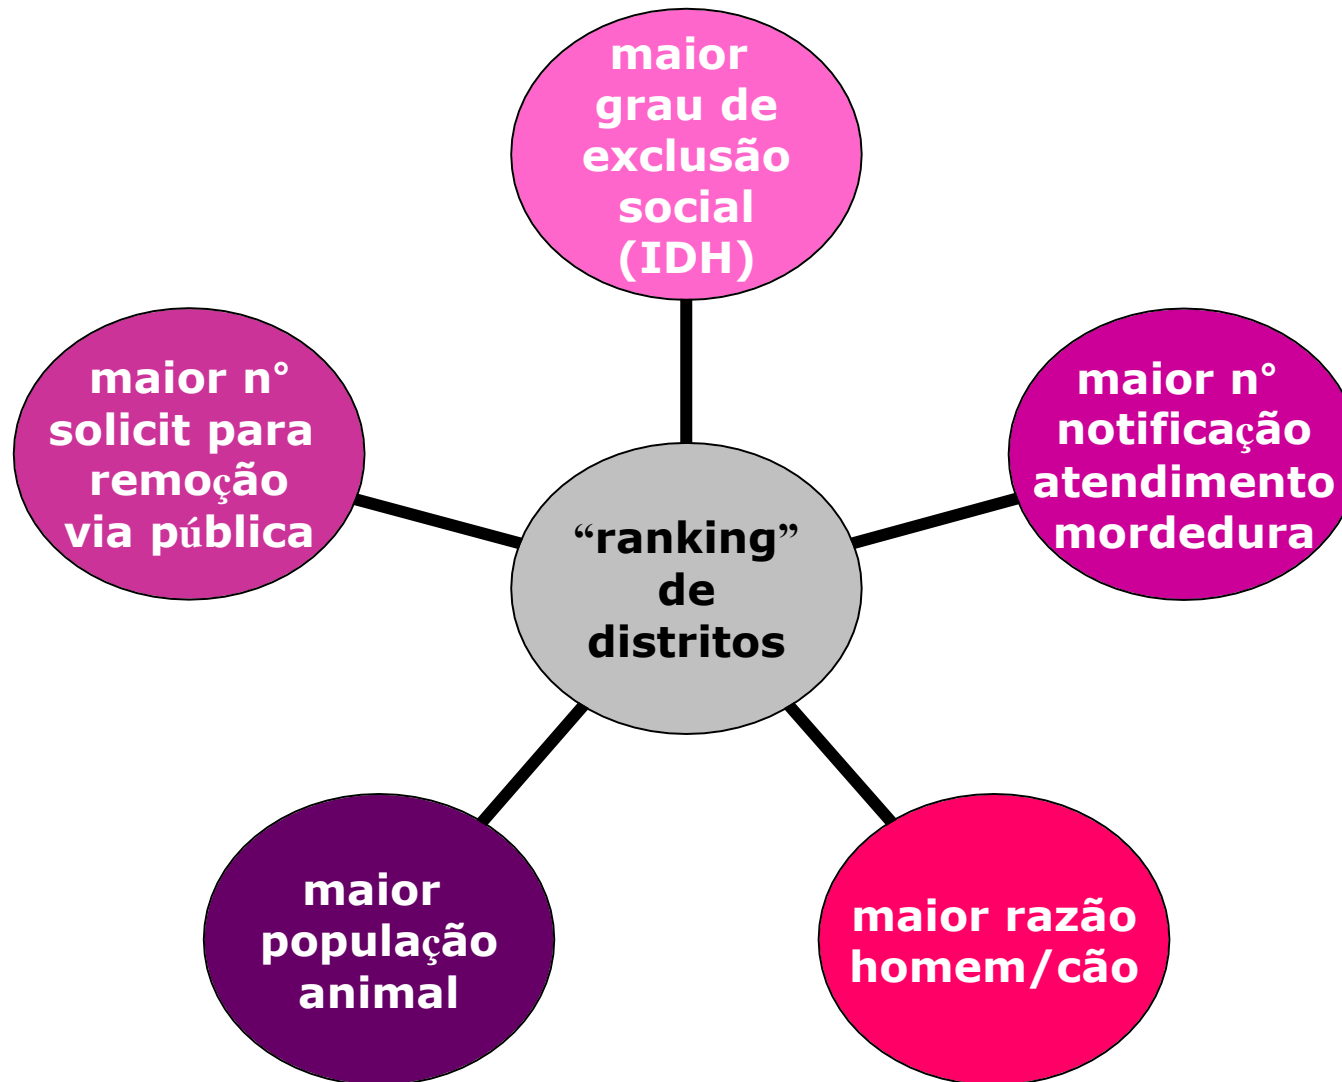 maior
grau de
exclusão
social
(IDH)
maior n°
solicit para
remoção
via pública
maior n°
notificação
atendimento
mordedura
“ranking”
de
distritos
maior
população
animal
maior razão
homem/cão